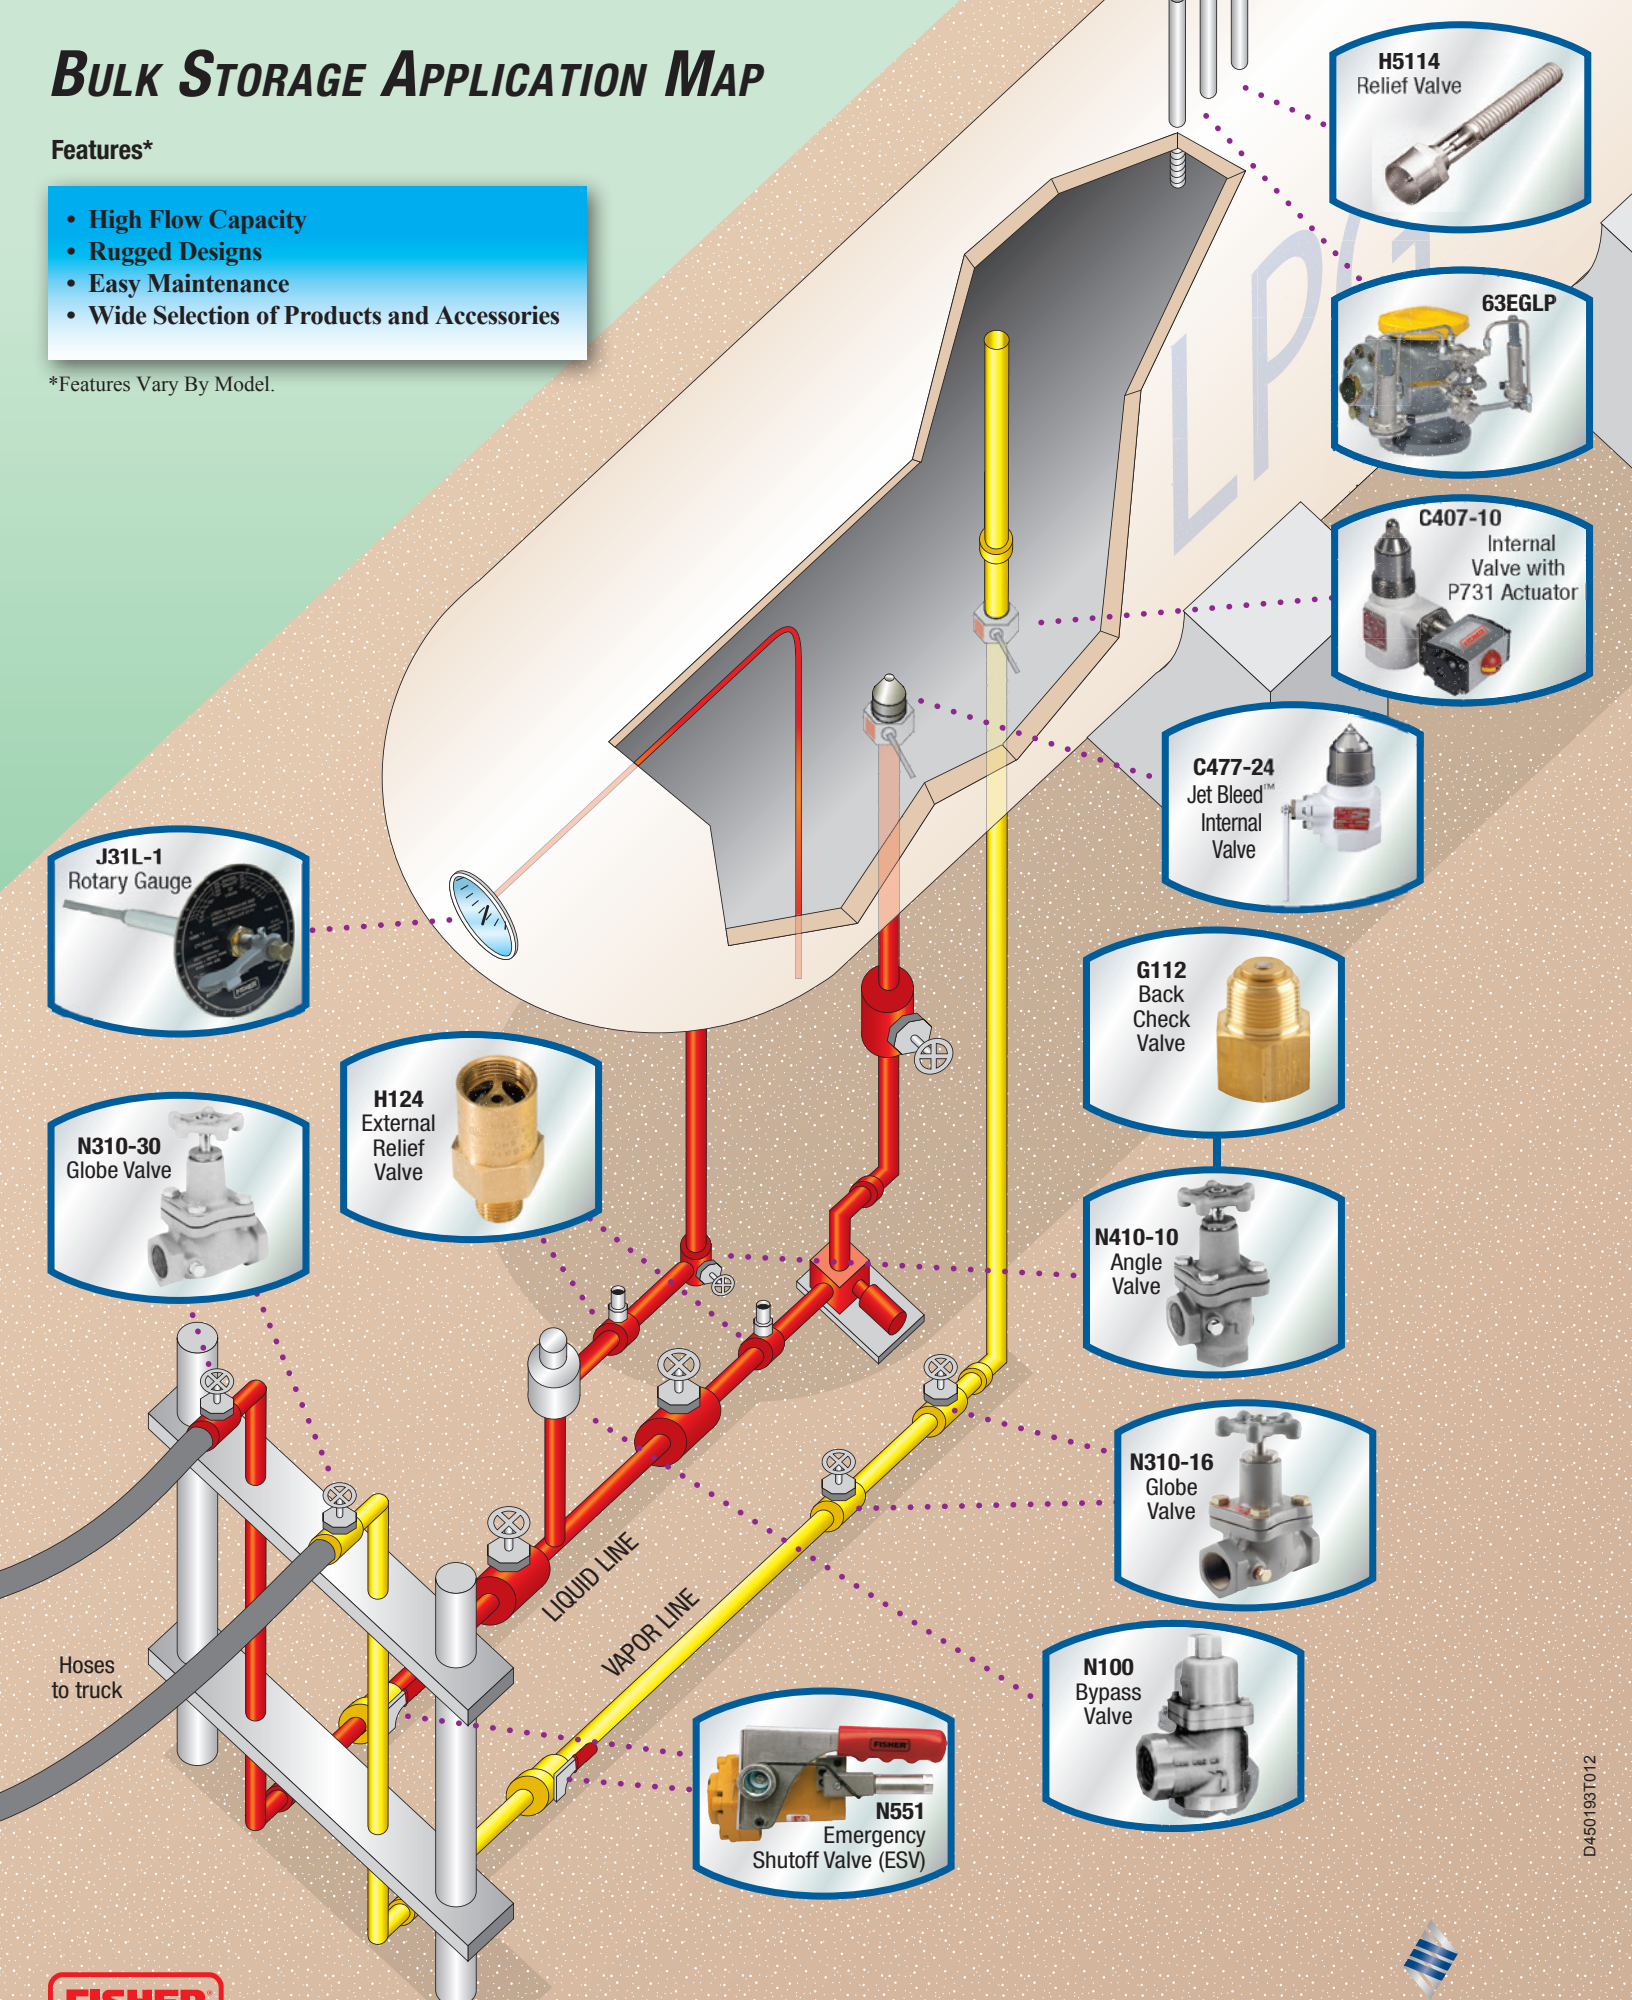 BULK STORAGE APPLICATION MAP
Features*
• High Flow Capacity
• Rugged Designs
• Easy Maintenance
• Wide Selection of Products and Accessories
*Features Vary By Model.
H5114
Relief Valve
63EGLP
LPG
C407-10
Internal
Valve with
P731 Actuator
C477-24
Jet Bleed™
Internal
Valve
J31L-1
Rotary Gauge
FISHER
G112
Back
Check
Valve
H124
External
Relief
Valve
N310-30
Globe Valve
N410-10
Angle
Valve
N310-16
Globe
Valve
LIQUID LINE
VAPOR LINE
Hoses
to truck
N100
Bypass
Valve
FISHER
N551
Emergency
Shutoff Valve (ESV)
D450193T012
FISHER®